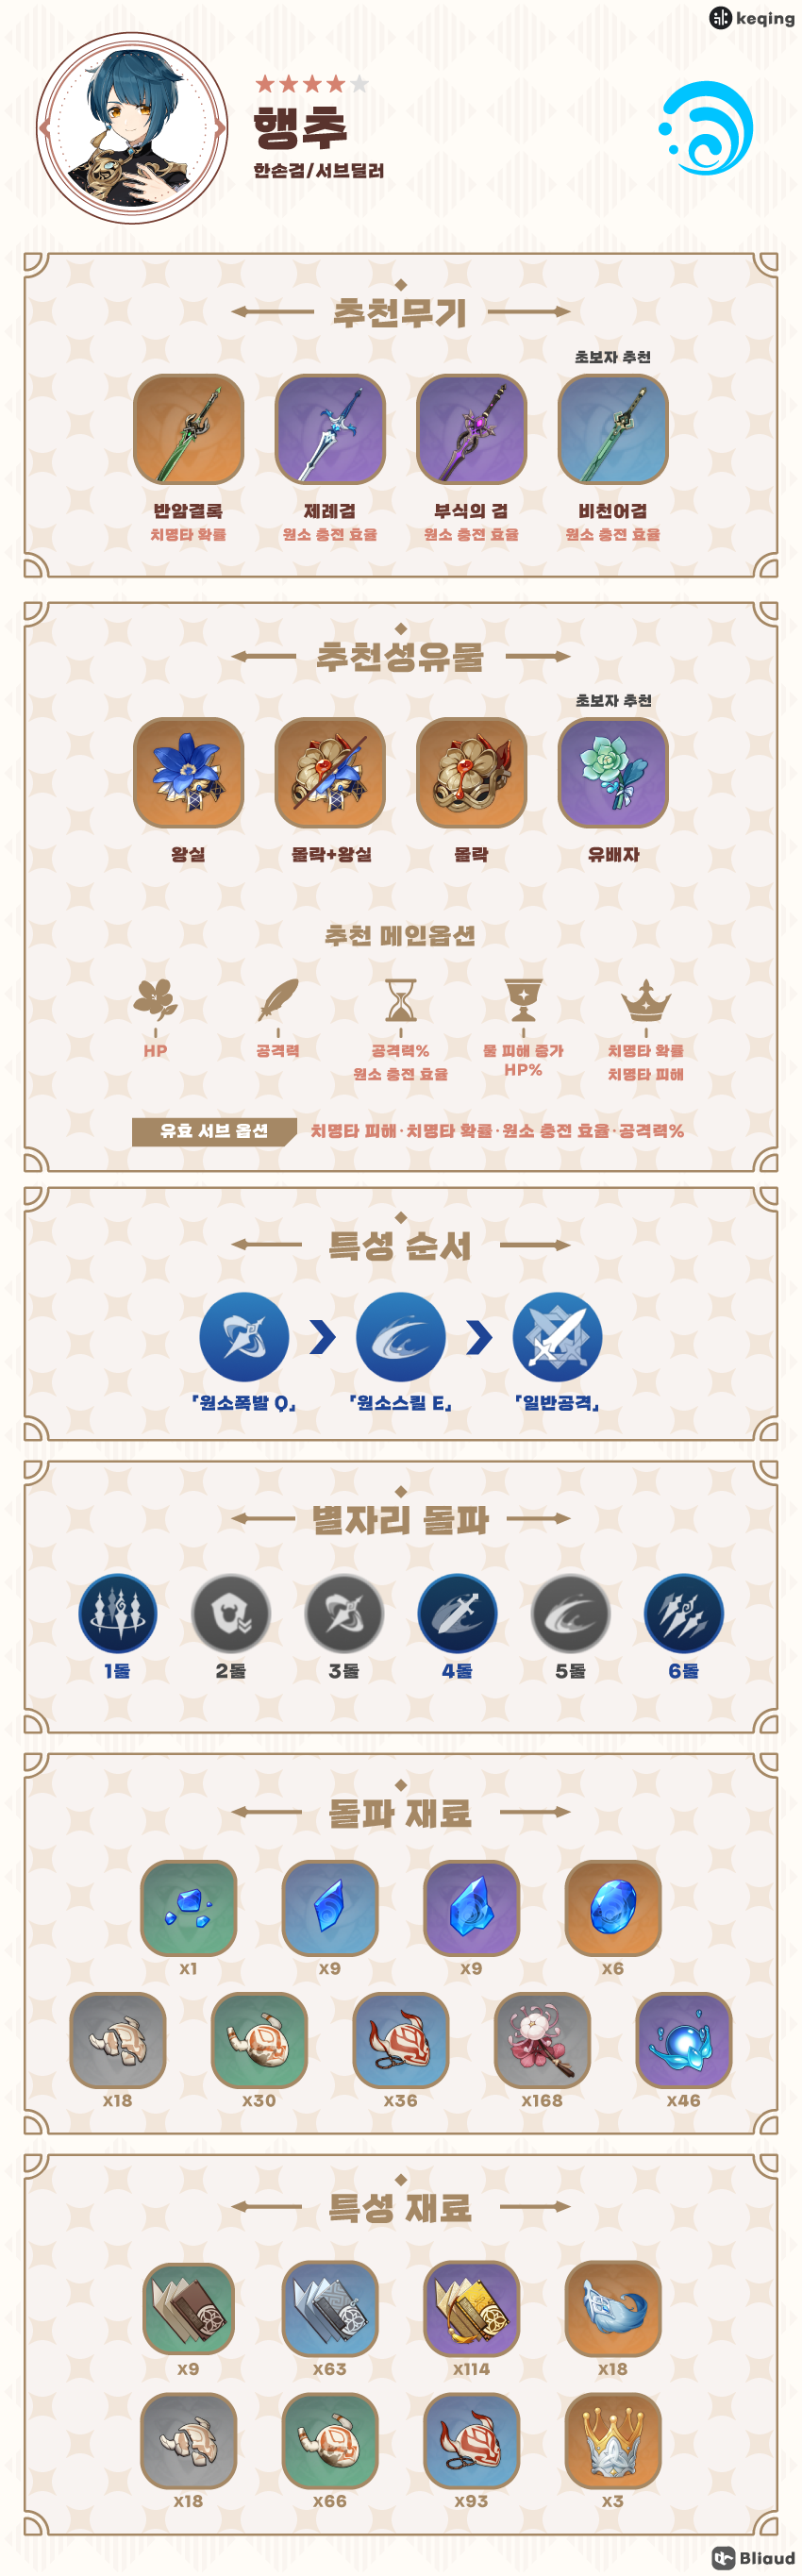 keqing
행추
한손검/서브딜러
추천무기
초보자 추천
반암결록
제례검
부식의 검
비천어검
치명타 확률
원소 충전 효율
원소 충전 효율
원소 충전 효율
추천성유물
초보자 추천
왕실
몰락+왕실
몰락
유배자
추천 메인옵션
HP
공격력
공격력%
원소 충전 효율
물 피해 증가
HP%
치명타 확률
치명타 피해
유효 서브 옵션
치명타 피해·치명타 확률·원소 충전 효율·공격력%
특성 순서
「원소폭발 Q」
「원소스킬 E」
「일반공격」
별자리 돌파
1돌
2돌
3돌
4돌
5돌
6돌
돌파 재료
x1
x9
x9
x6
x18
x30
x36
x168
x46
특성 재료
x9
x63
x114
x18
x18
x66
x93
x3
Bliaud